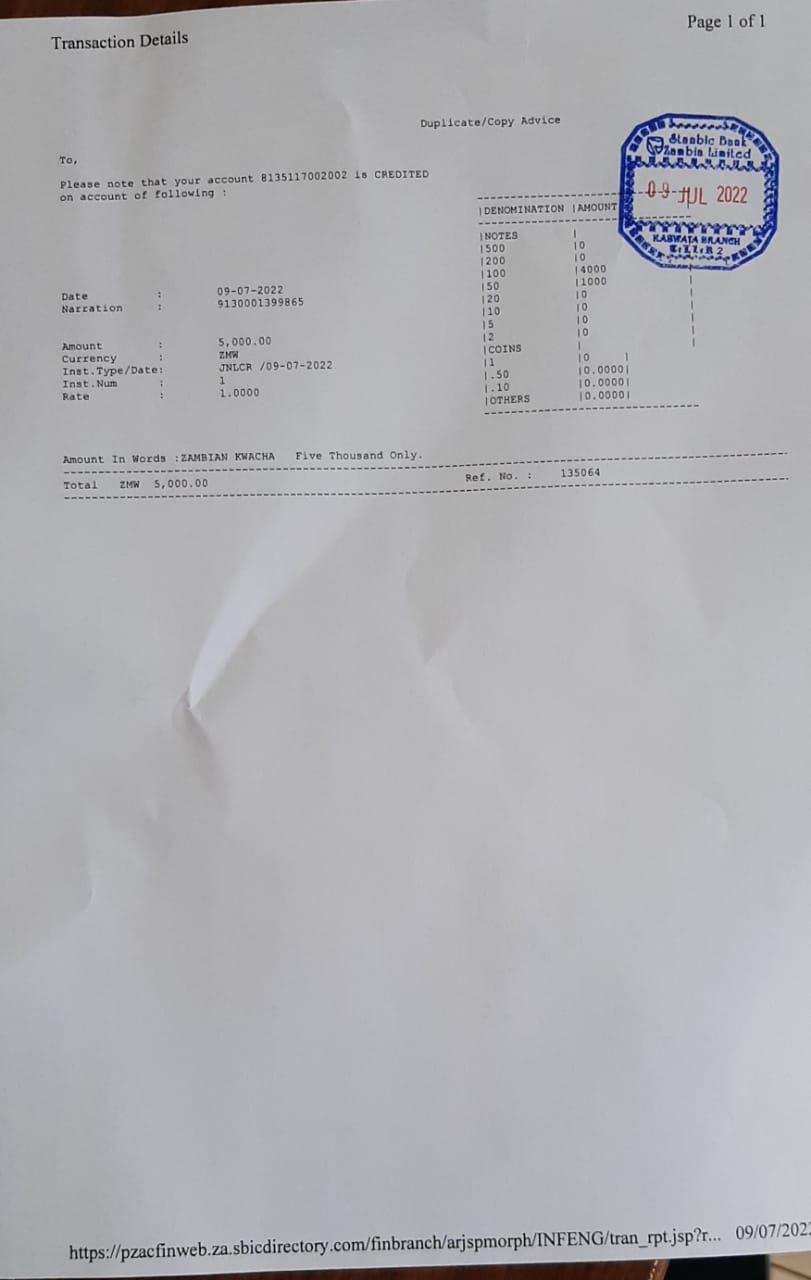 Transaction Details
Page 1 of 1
Duplicate/Copy Advice
Stanbic Bank
Zambia Limited
09 JUL 2022
KABWATA BRANCH
To,
Please note that your account 8135117002002 is CREDITED
on account of following :
|DENOMINATION |AMOUNT
|NOTES |
|500 |0
|200 |0
|100 |4000
|50 |1000 |
|20 |0 |
|10 |0 |
|5 |0 |
|2 |0 |
|COINS | |
|1 |0 |
|.50 |0.0000|
|.10 |0.0000|
|OTHERS |0.0000|
Date : 09-07-2022
Narration : 9130001399865
Amount : 5,000.00
Currency : ZMW
Inst.Type/Date: JNLCR /09-07-2022
Inst.Num : 1
Rate : 1.0000
Amount In Words :ZAMBIAN KWACHA Five Thousand Only.
Total ZMW 5,000.00 Ref. No. : 135064
https://pzacfinweb.za.sbicdirectory.com/finbranch/arjspmorph/INFENG/tran_rpt.jsp?r... 09/07/202